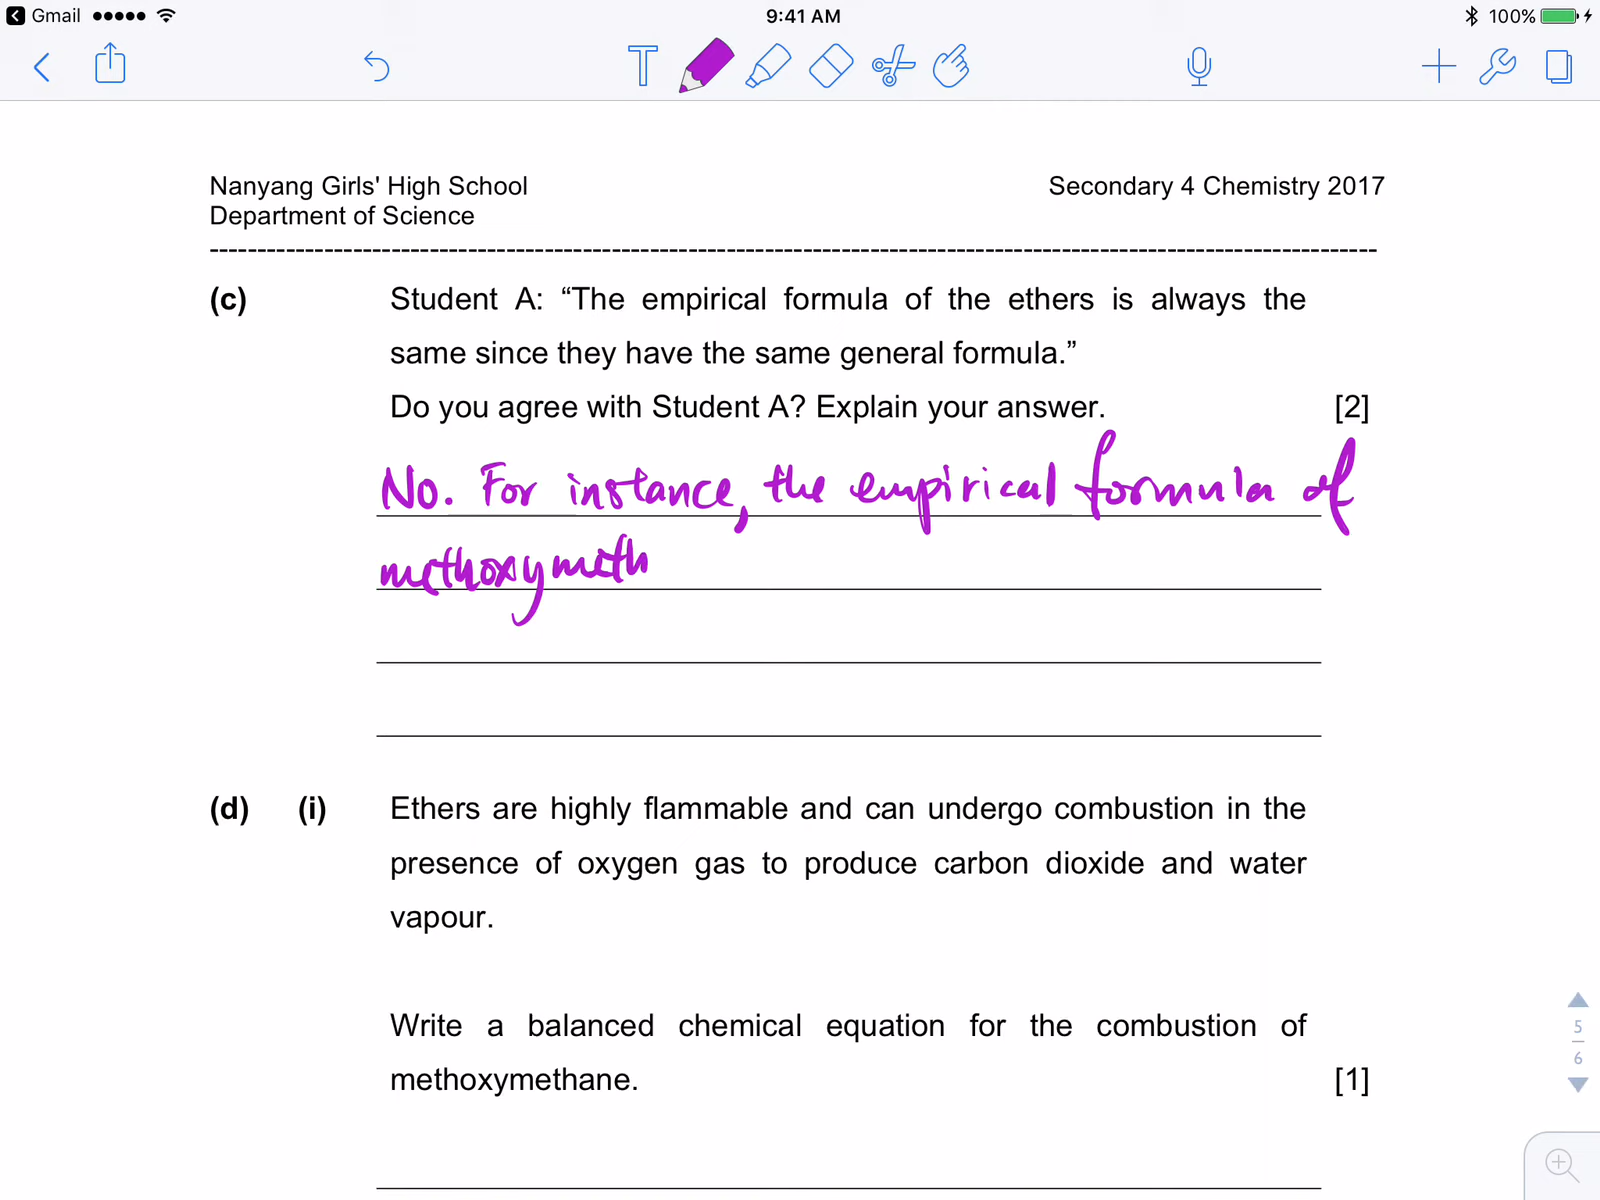 Gmail
9:41 AM
100%
Nanyang Girls' High School
Secondary 4 Chemistry 2017
Department of Science
(c) Student A: “The empirical formula of the ethers is always the
same since they have the same general formula.”
Do you agree with Student A? Explain your answer. [2]
No. For instance, the empirical formula of
methoxymeth
(d) (i) Ethers are highly flammable and can undergo combustion in the
presence of oxygen gas to produce carbon dioxide and water
vapour.
Write a balanced chemical equation for the combustion of
methoxymethane. [1]
5
6